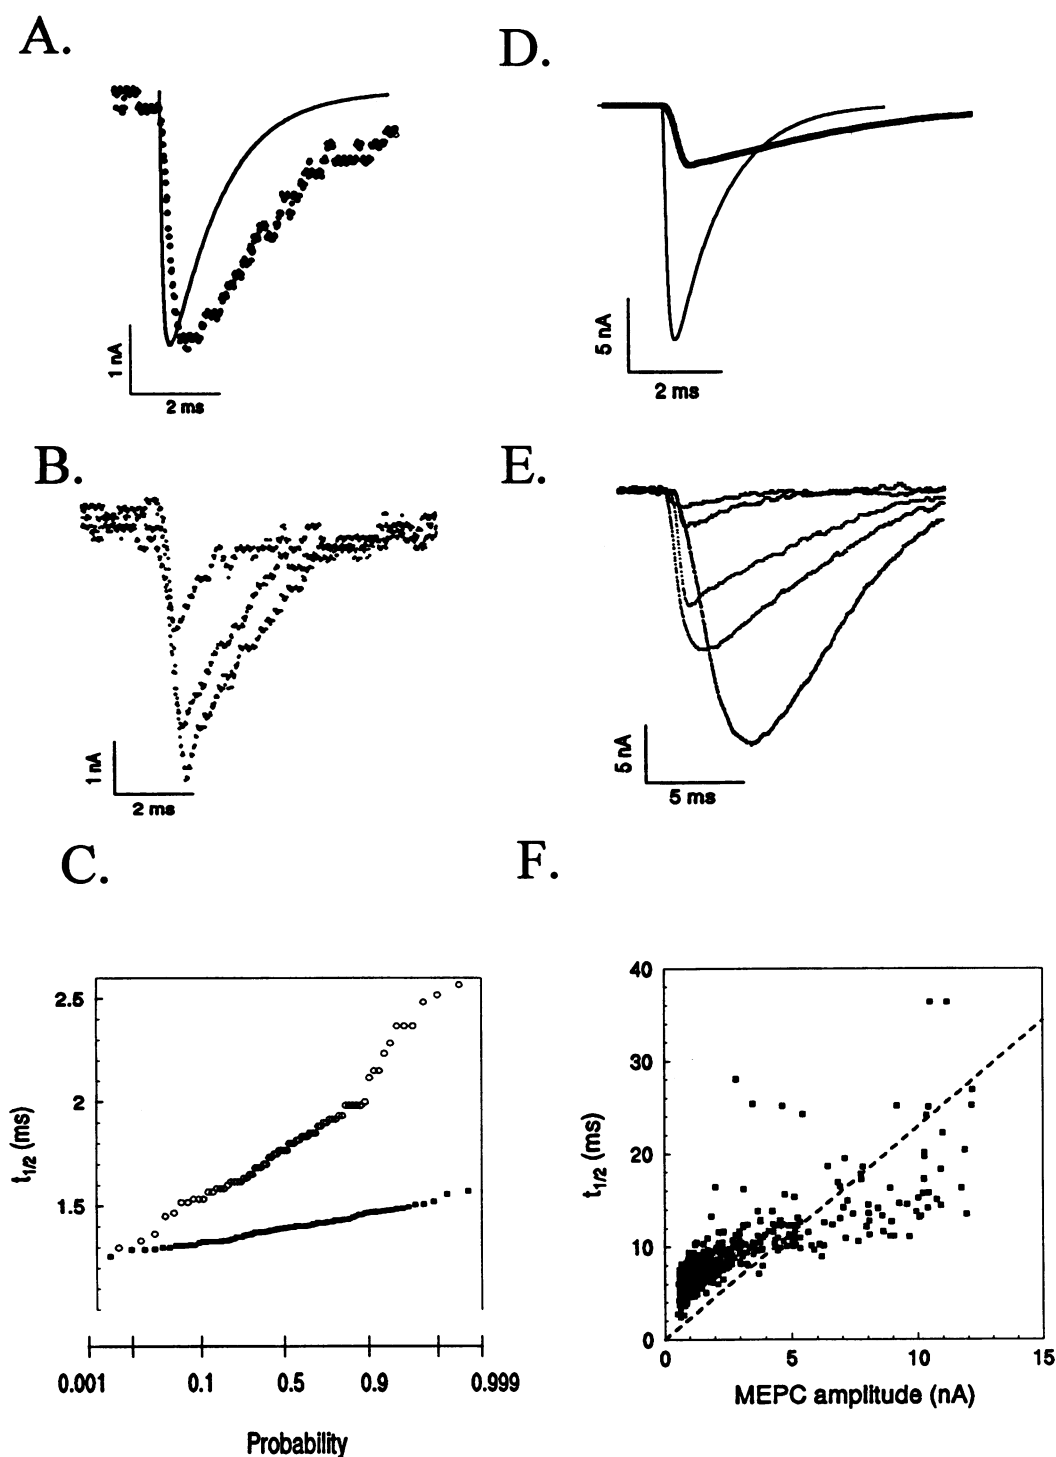 A.
1 nA
2 ms
D.
5 nA
2 ms
B.
1 nA
2 ms
E.
5 nA
5 ms
C.
2.5
2
1.5
t1/2 (ms)
0.001
0.1
0.5
0.9
0.999
Probability
F.
40
30
20
10
0
t1/2 (ms)
0
5
10
15
MEPC amplitude (nA)